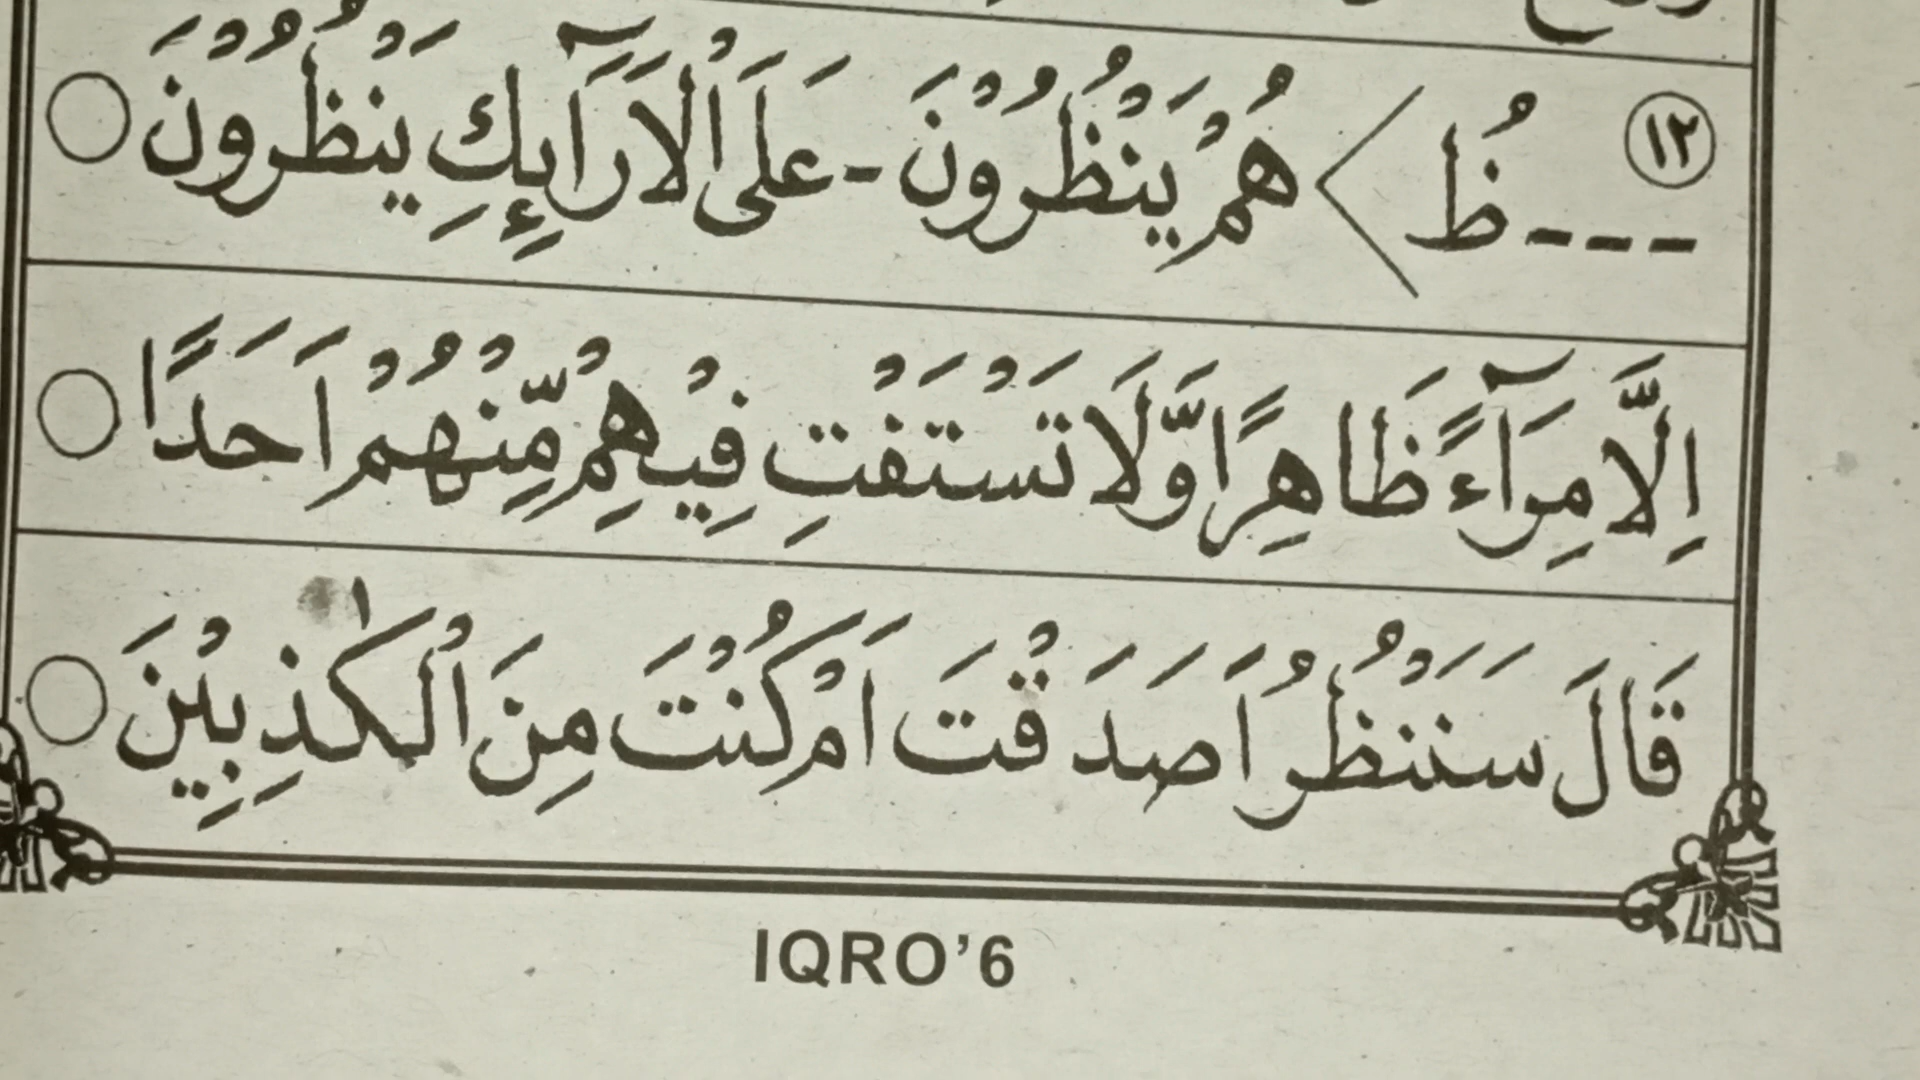 ١٢
---ظُ > هُمْ يَنْظُرُوْنَ - عَلَى الْاَرَآئِكِ يَنْظُرُوْنَ ○
اِلَّا مِرَآءً ظَاهِرًا وَّلَا تَسْتَفْتِ فِيْهِمْ مِّنْهُمْ اَحَدًا ○
قَالَ سَنَنْظُرُ اَصَدَقْتَ اَمْ كُنْتَ مِنَ الْكٰذِبِيْنَ ○
IQRO'6